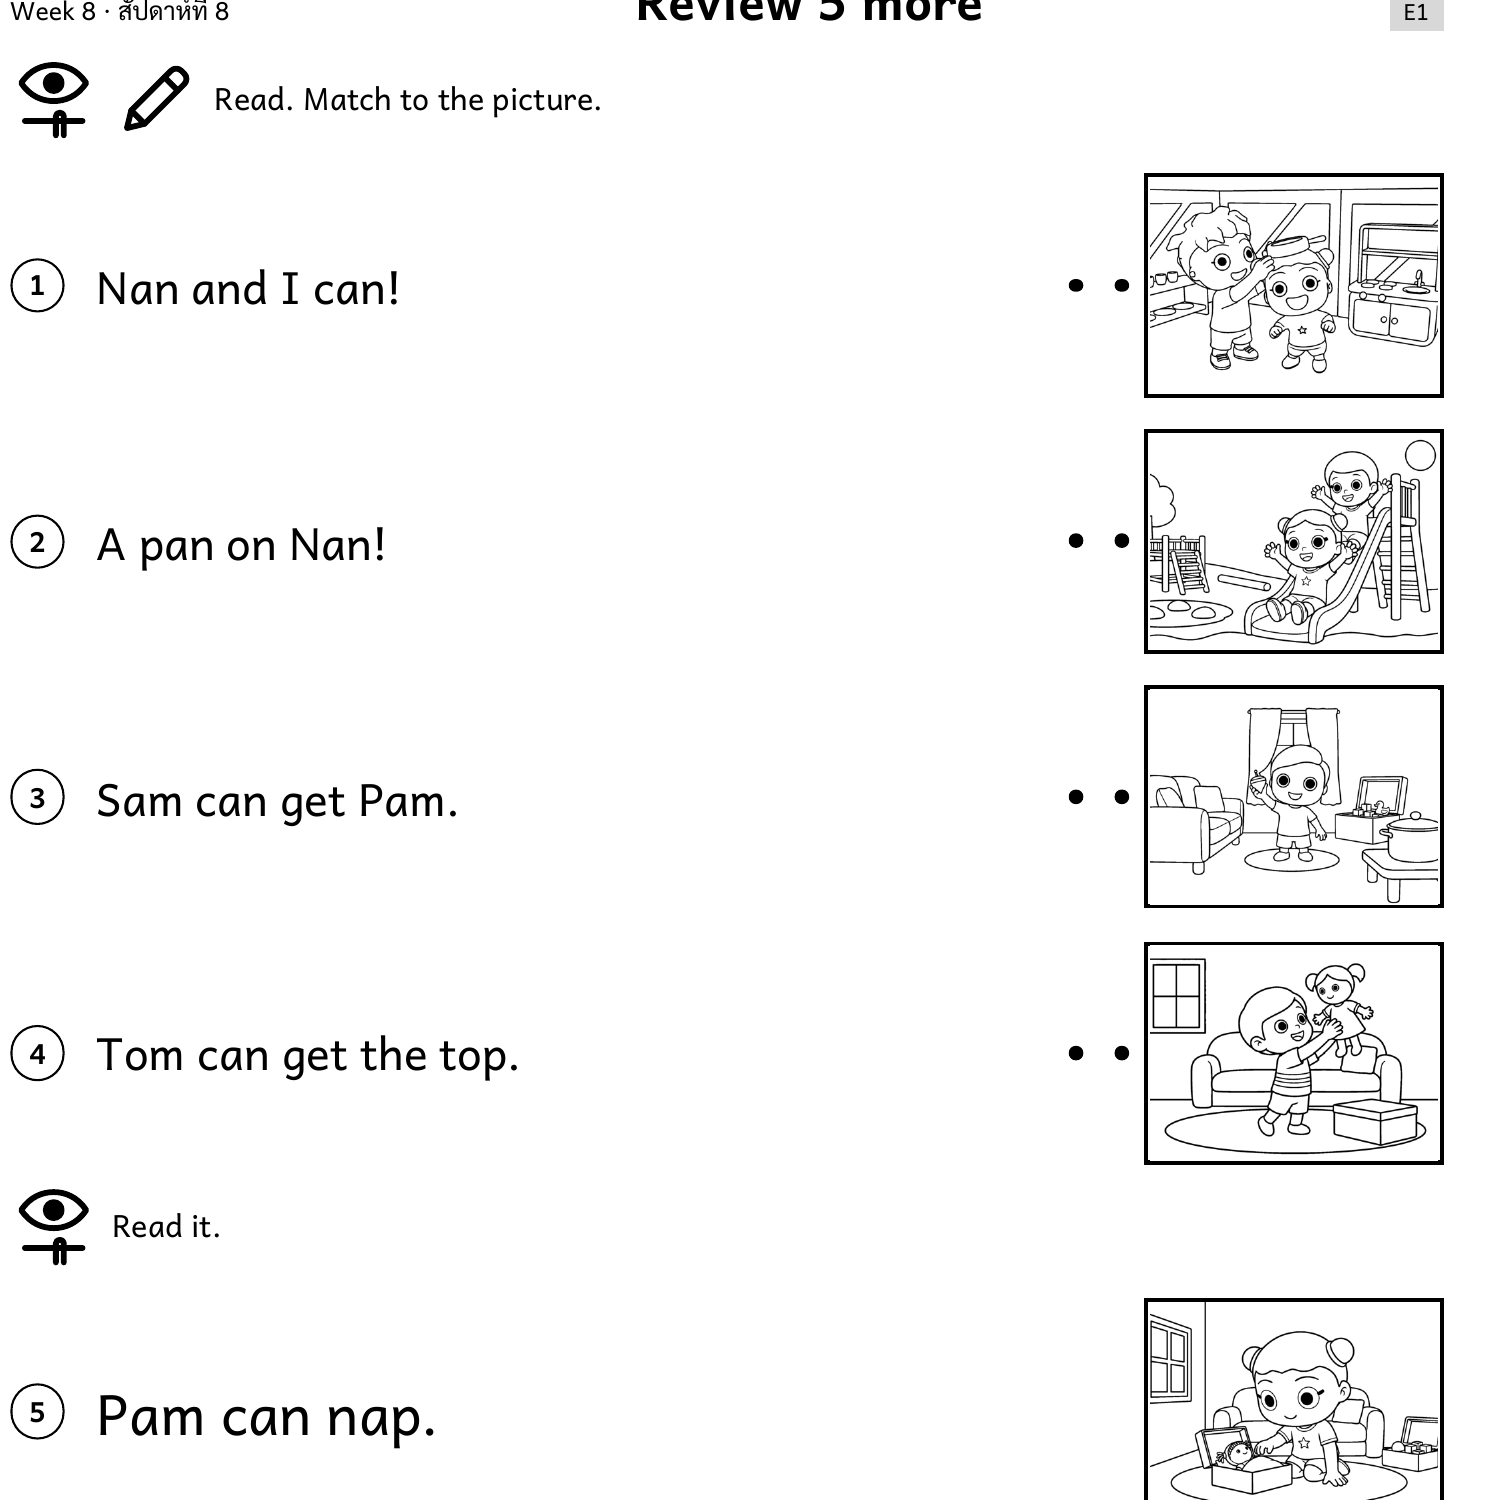 Week 8 · สัปดาห์ที่ 8
Review 5 more
E1
Read. Match to the picture.
1 Nan and I can!
2 A pan on Nan!
3 Sam can get Pam.
4 Tom can get the top.
Read it.
5 Pam can nap.